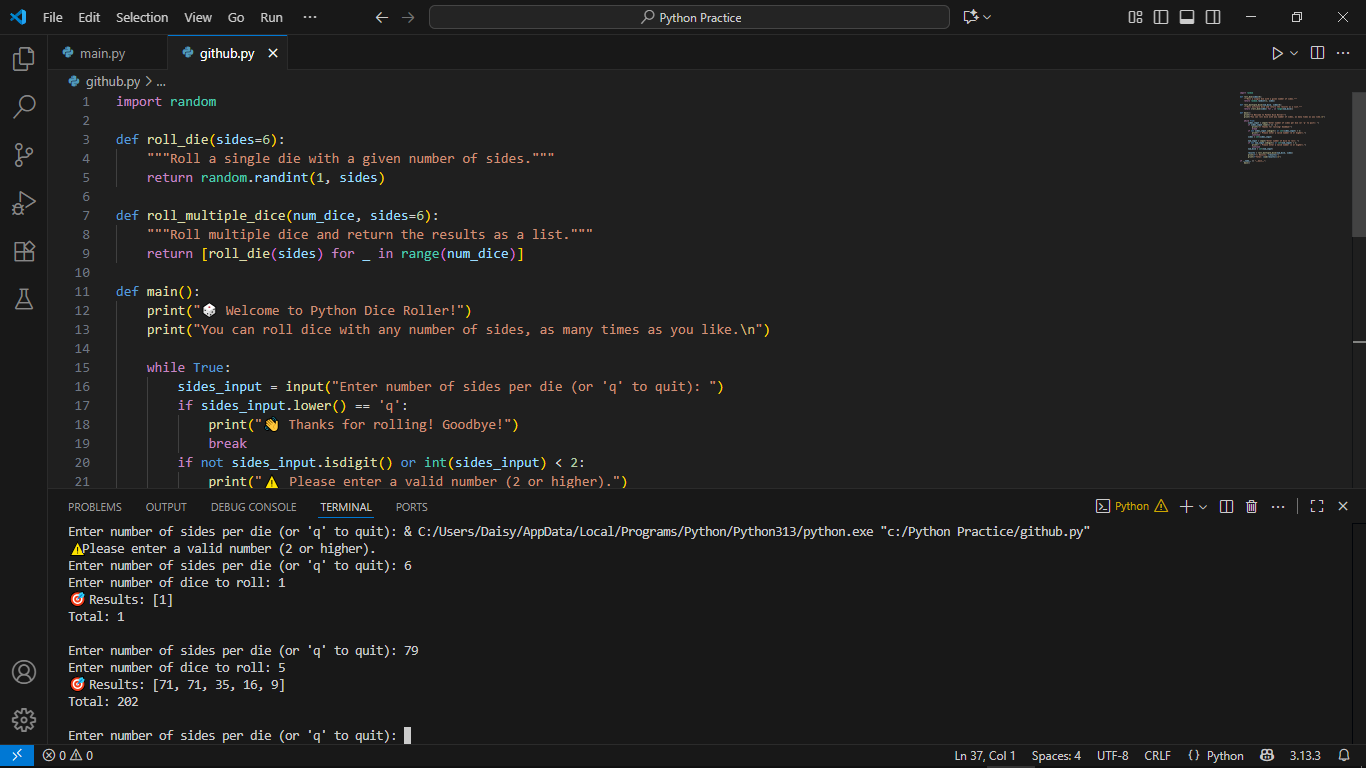 File Edit Selection View Go Run ··· Python Practice
main.py github.py
github.py > ...
1 import random
2
3 def roll_die(sides=6):
4     """Roll a single die with a given number of sides."""
5     return random.randint(1, sides)
6
7 def roll_multiple_dice(num_dice, sides=6):
8     """Roll multiple dice and return the results as a list."""
9     return [roll_die(sides) for _ in range(num_dice)]
10
11 def main():
12     print("🎲 Welcome to Python Dice Roller!")
13     print("You can roll dice with any number of sides, as many times as you like.\n")
14
15     while True:
16         sides_input = input("Enter number of sides per die (or 'q' to quit): ")
17         if sides_input.lower() == 'q':
18             print("👋 Thanks for rolling! Goodbye!")
19             break
20         if not sides_input.isdigit() or int(sides_input) < 2:
21             print("⚠️ Please enter a valid number (2 or higher).")
PROBLEMS OUTPUT DEBUG CONSOLE TERMINAL PORTS Python
Enter number of sides per die (or 'q' to quit): & C:/Users/Daisy/AppData/Local/Programs/Python/Python313/python.exe "c:/Python Practice/github.py"
⚠️Please enter a valid number (2 or higher).
Enter number of sides per die (or 'q' to quit): 6
Enter number of dice to roll: 1
🎯 Results: [1]
Total: 1

Enter number of sides per die (or 'q' to quit): 79
Enter number of dice to roll: 5
🎯 Results: [71, 71, 35, 16, 9]
Total: 202

Enter number of sides per die (or 'q' to quit):
0 0 Ln 37, Col 1 Spaces: 4 UTF-8 CRLF {} Python 3.13.3